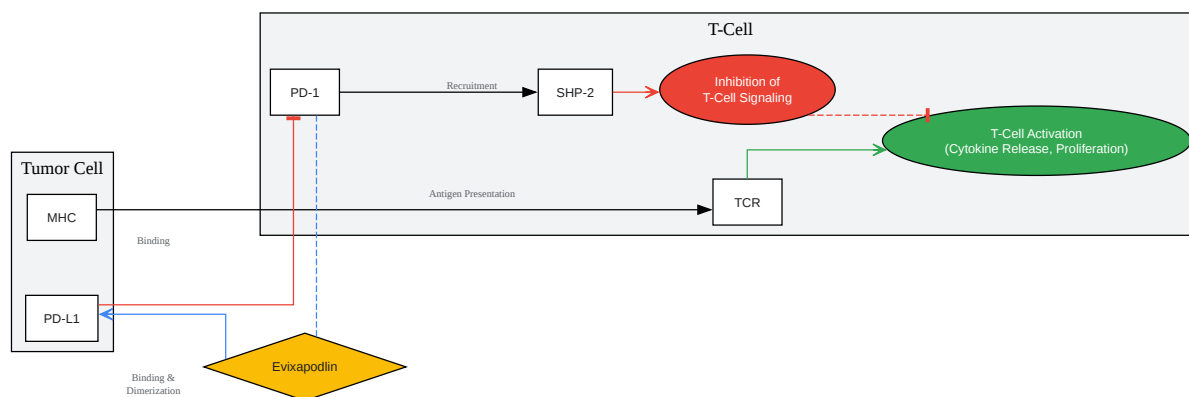 T-Cell
PD-1
Recruitment
SHP-2
Inhibition of
T-Cell Signaling
T-Cell Activation
(Cytokine Release, Proliferation)
Tumor Cell
MHC
Antigen Presentation
TCR
Binding
PD-L1
Evixapodlin
Binding &
Dimerization